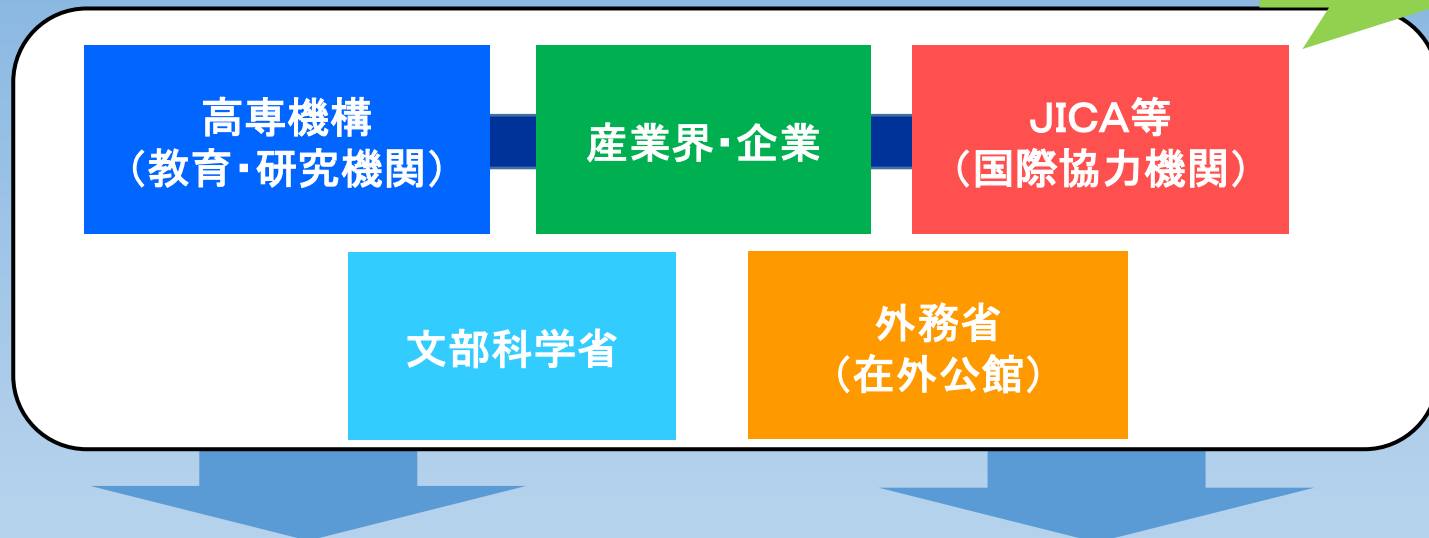 高専機構
（教育・研究機関）
産業界・企業
JICA等
（国際協力機関）
文部科学省
外務省
（在外公館）